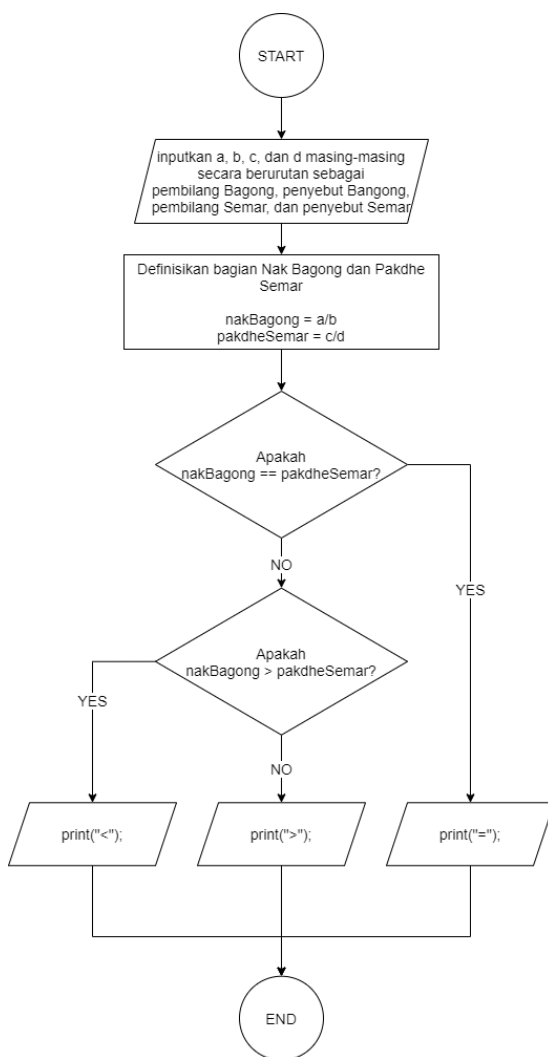 START
inputkan a, b, c, dan d masing-masing
secara berurutan sebagai
pembilang Bagong, penyebut Bangong,
pembilang Semar, dan penyebut Semar
Definisikan bagian Nak Bagong dan Pakdhe
Semar
nakBagong = a/b
pakdheSemar = c/d
Apakah
nakBagong == pakdheSemar?
NO
YES
Apakah
nakBagong > pakdheSemar?
YES
NO
print("<");
print(">");
print("=");
END